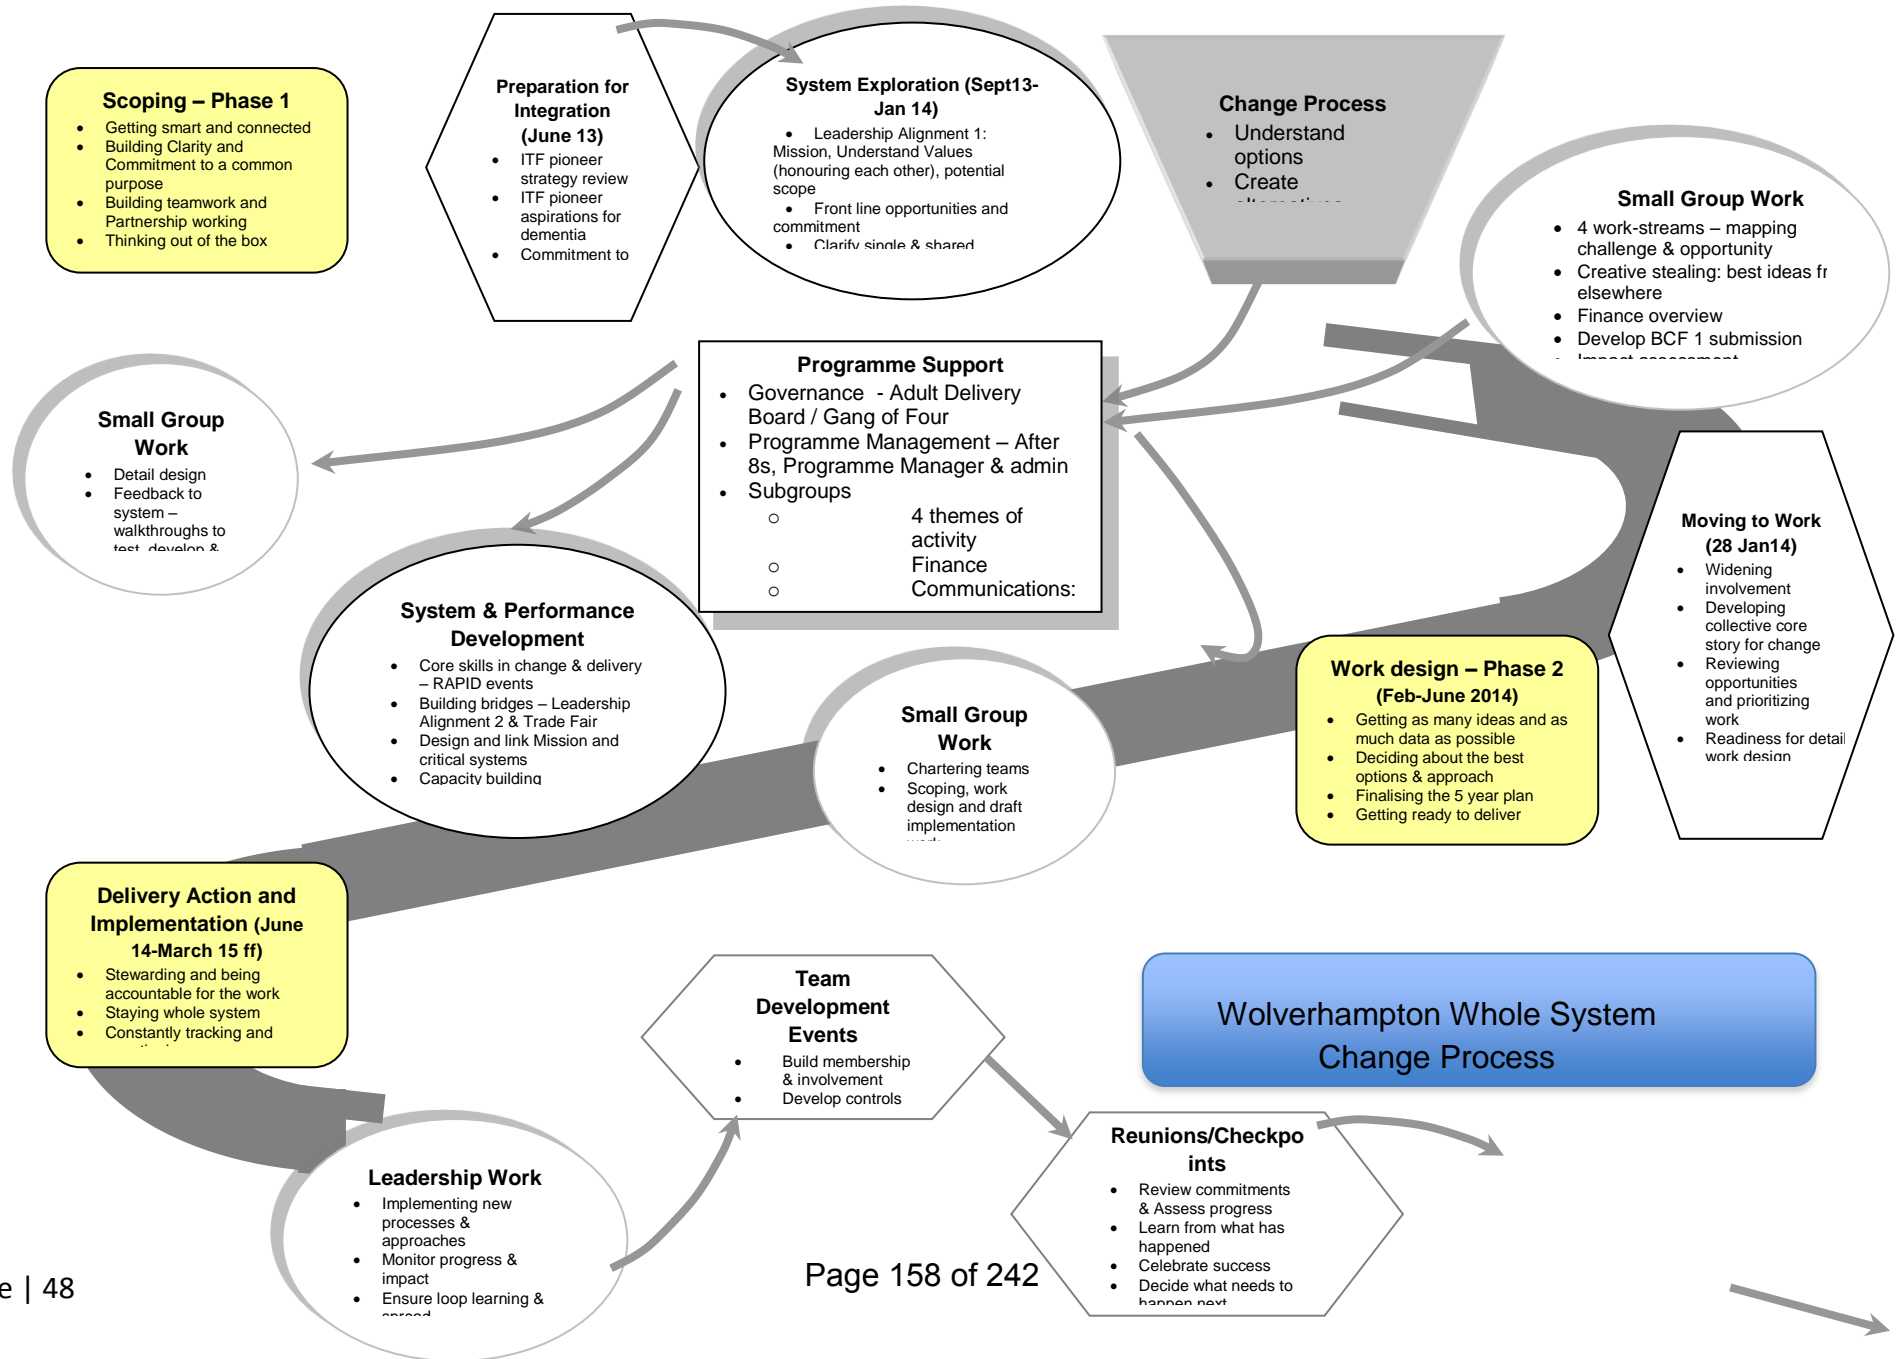 Scoping – Phase 1
• Getting smart and connected
• Building Clarity and
Commitment to a common
purpose
• Building teamwork and
Partnership working
• Thinking out of the box
Preparation for
Integration
(June 13)
• ITF pioneer
strategy review
• ITF pioneer
aspirations for
dementia
• Commitment to
System Exploration (Sept13-
Jan 14)
• Leadership Alignment 1:
Mission, Understand Values
(honouring each other), potential
scope
• Front line opportunities and
commitment
• Clarify single & shared
Change Process
• Understand
options
• Create
alternatives
Small Group Work
• 4 work-streams – mapping
challenge & opportunity
• Creative stealing: best ideas fr
elsewhere
• Finance overview
• Develop BCF 1 submission
• Impact assessment
Programme Support
• Governance - Adult Delivery
Board / Gang of Four
• Programme Management – After
8s, Programme Manager & admin
• Subgroups
o 4 themes of
activity
o Finance
o Communications:
Small Group
Work
• Detail design
• Feedback to
system –
walkthroughs to
test, develop &
System & Performance
Development
• Core skills in change & delivery
– RAPID events
• Building bridges – Leadership
Alignment 2 & Trade Fair
• Design and link Mission and
critical systems
• Capacity building
Small Group
Work
• Chartering teams
• Scoping, work
design and draft
implementation
Work design – Phase 2
(Feb-June 2014)
• Getting as many ideas and as
much data as possible
• Deciding about the best
options & approach
• Finalising the 5 year plan
• Getting ready to deliver
Moving to Work
(28 Jan14)
• Widening
involvement
• Developing
collective core
story for change
• Reviewing
opportunities
and prioritizing
work
• Readiness for detail
work design
Delivery Action and
Implementation (June
14-March 15 ff)
• Stewarding and being
accountable for the work
• Staying whole system
• Constantly tracking and
Team
Development
Events
• Build membership
& involvement
• Develop controls
Wolverhampton Whole System
Change Process
Leadership Work
• Implementing new
processes &
approaches
• Monitor progress &
impact
• Ensure loop learning &
spread
Reunions/Checkpo
ints
• Review commitments
& Assess progress
• Learn from what has
happened
• Celebrate success
• Decide what needs to
happen next
e | 48
Page 158 of 242